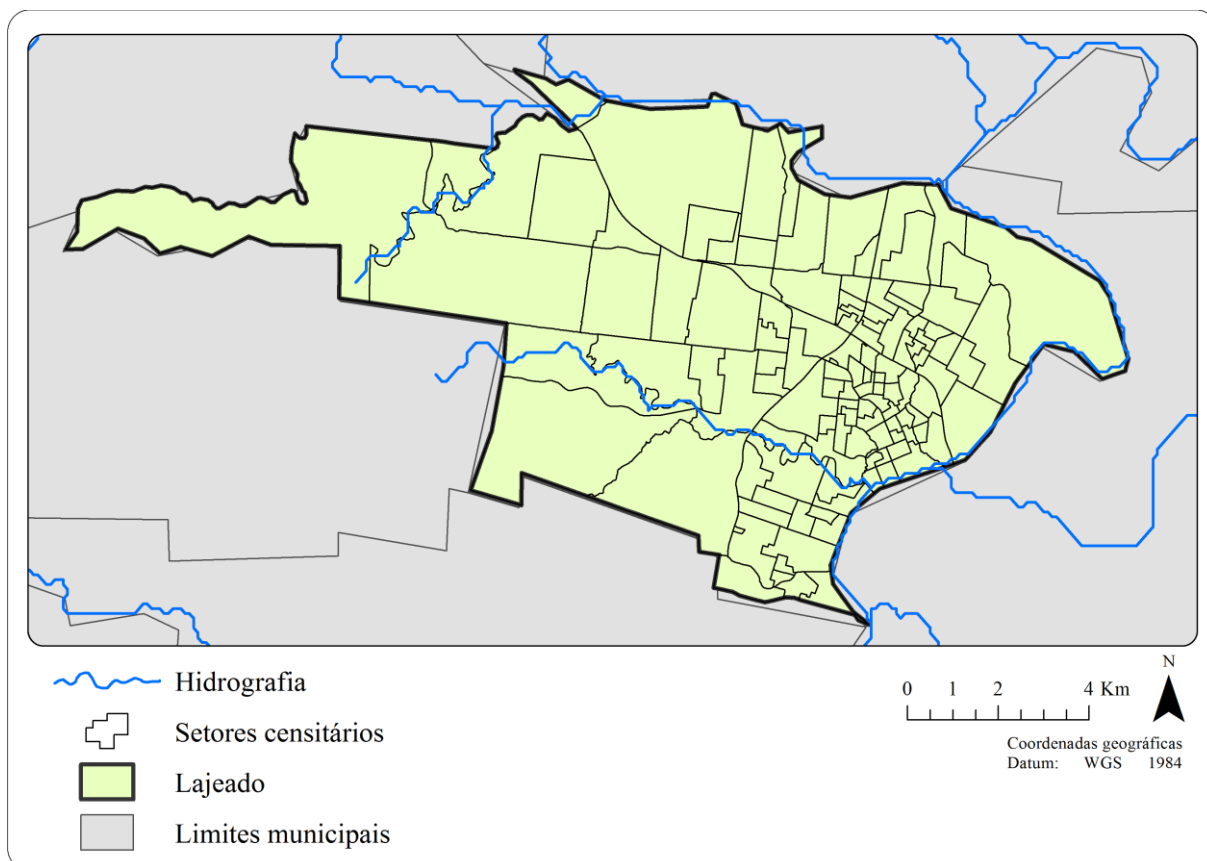 Hidrografia
Setores censitários
Lajeado
Limites municipais
N
0 1 2 4 Km
Coordenadas geográficas
Datum: WGS 1984